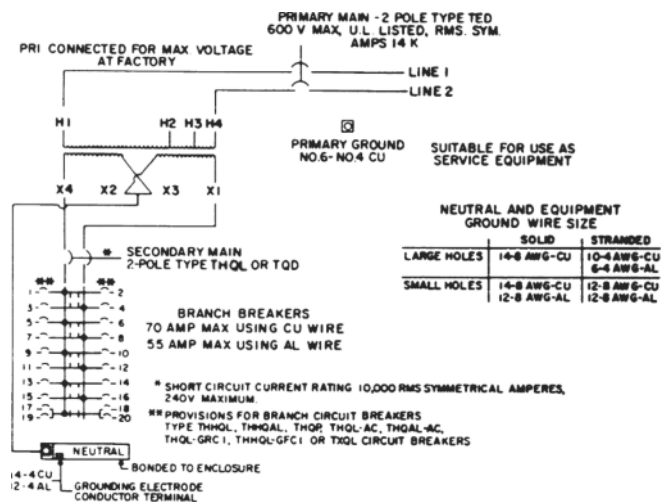 PRIMARY MAIN - 2 POLE TYPE TED
600 V MAX, U.L. LISTED, RMS. SYM.
AMPS 14 K
PRI CONNECTED FOR MAX. VOLTAGE
AT FACTORY
LINE 1
LINE 2
H1 H2 H3 H4
PRIMARY GROUND
NO.6- NO.4 CU
SUITABLE FOR USE AS
SERVICE EQUIPMENT
X4 X2 X3 X1
NEUTRAL AND EQUIPMENT
GROUND WIRE SIZE
SOLID STRANDED
LARGE HOLES 14-8 AWG-CU 10-4 AWG-CU
6-4 AWG-AL
SMALL HOLES 14-8 AWG-CU 12-8 AWG-CU
12-8 AWG-AL 12-8 AWG-AL
* SECONDARY MAIN
2-POLE TYPE THQL OR TQD
** **
1 2
3 4
5 6
7 8
9 10
11 12
13 14
15 16
17 18
19 20
BRANCH BREAKERS
70 AMP MAX USING CU WIRE
55 AMP MAX USING AL WIRE
* SHORT CIRCUIT CURRENT RATING 10,000 RMS SYMMETRICAL AMPERES,
240V MAXIMUM.
** PROVISIONS FOR BRANCH CIRCUIT BREAKERS
TYPE THHQL, THHQAL, THQP, THQL-AC, THQAL-AC,
THQL-GRC I, THHQL-GFC I OR TXQL CIRCUIT BREAKERS
NEUTRAL
BONDED TO ENCLOSURE
14-4 CU
12-4 AL
GROUNDING ELECTRODE
CONDUCTOR TERMINAL